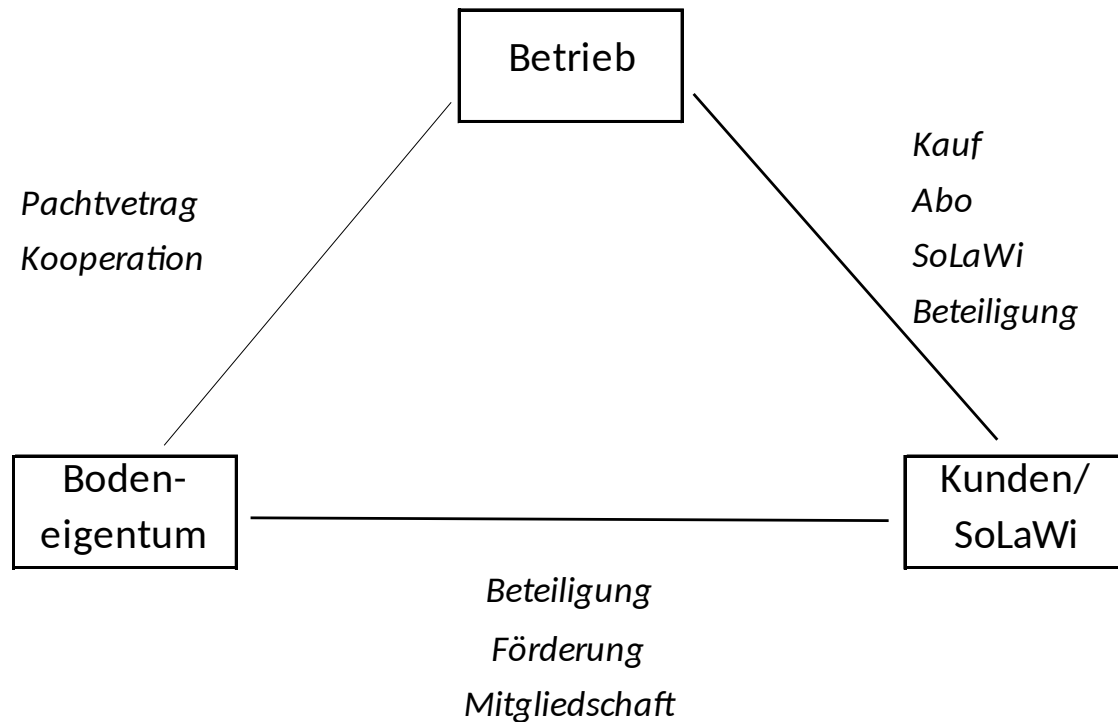 Betrieb
Kauf
Abo
SoLaWi
Beteiligung
Pachtvetrag
Kooperation
Boden-
eigentum
Kunden/
SoLaWi
Beteiligung
Förderung
Mitgliedschaft